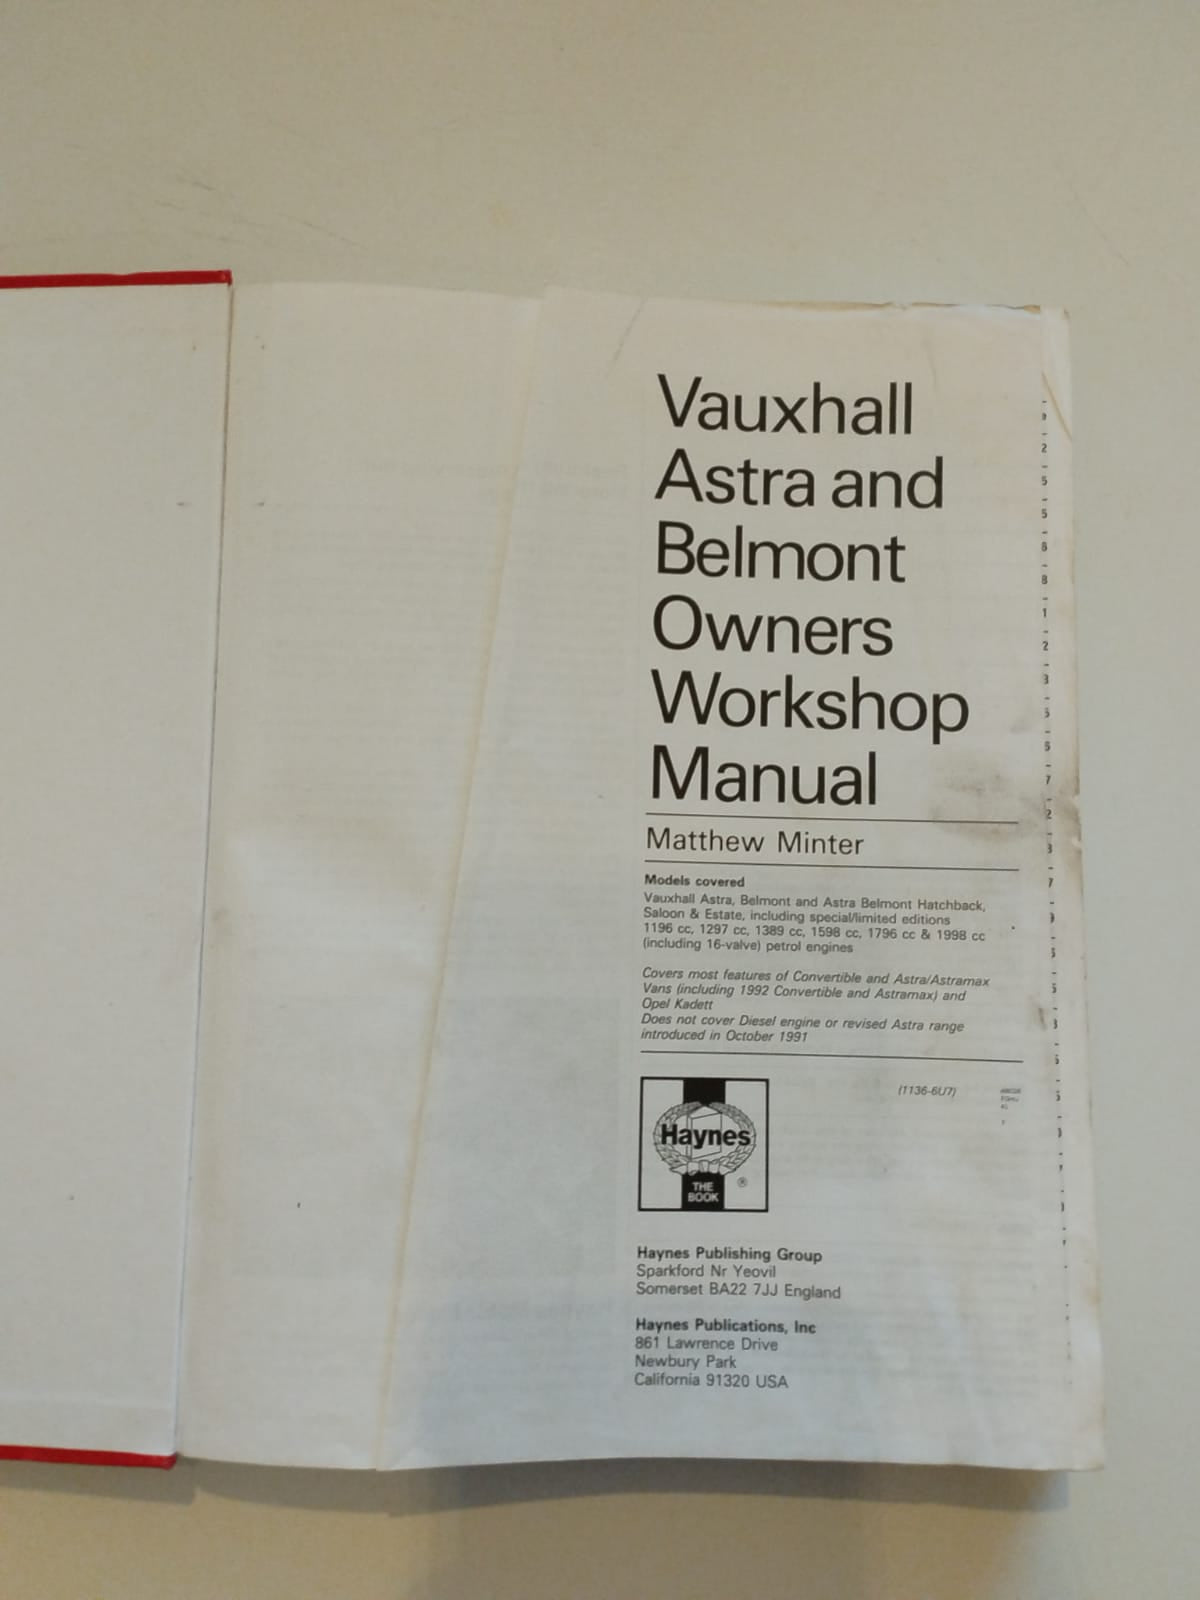 Vauxhall
Astra and
Belmont
Owners
Workshop
Manual
Matthew Minter
Models covered
Vauxhall Astra, Belmont and Astra Belmont Hatchback,
Saloon & Estate, including special/limited editions
1196 cc, 1297 cc, 1389 cc, 1598 cc, 1796 cc & 1998 cc
(including 16-valve) petrol engines
Covers most features of Convertible and Astra/Astramax
Vans (including 1992 Convertible and Astramax) and
Opel Kadett
Does not cover Diesel engine or revised Astra range
introduced in October 1991
(1136-6U7)
Haynes
®
THE
BOOK
Haynes Publishing Group
Sparkford Nr Yeovil
Somerset BA22 7JJ England
Haynes Publications, Inc
861 Lawrence Drive
Newbury Park
California 91320 USA